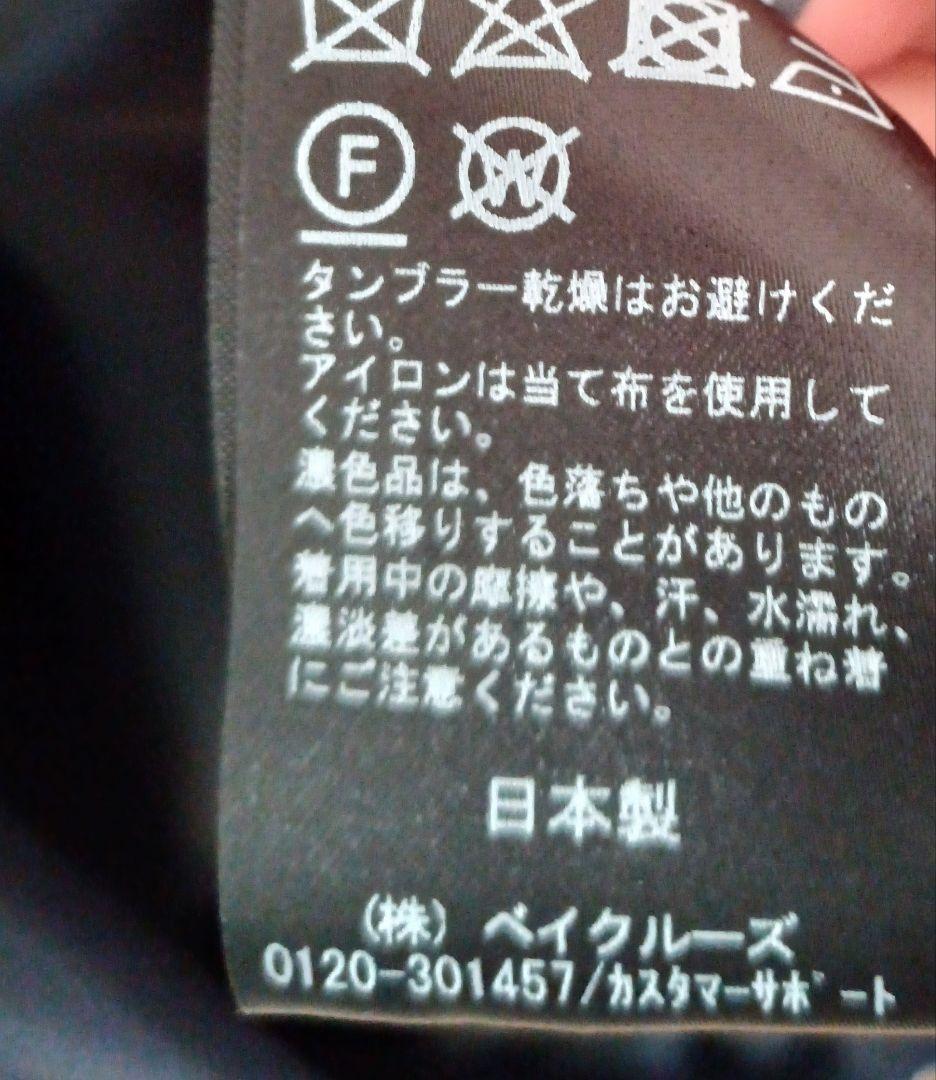 F
W
タンブラー乾燥はお避けくだ
さい。
アイロンは当て布を使用して
ください。
濃色品は、色落ちや他のもの
へ色移りすることがあります。
着用中の摩擦や、汗、水濡れ、
濃淡差があるものとの重ね着
にご注意ください。
日本製
(株) ベイクルーズ
0120-301457/カスタマーサポート